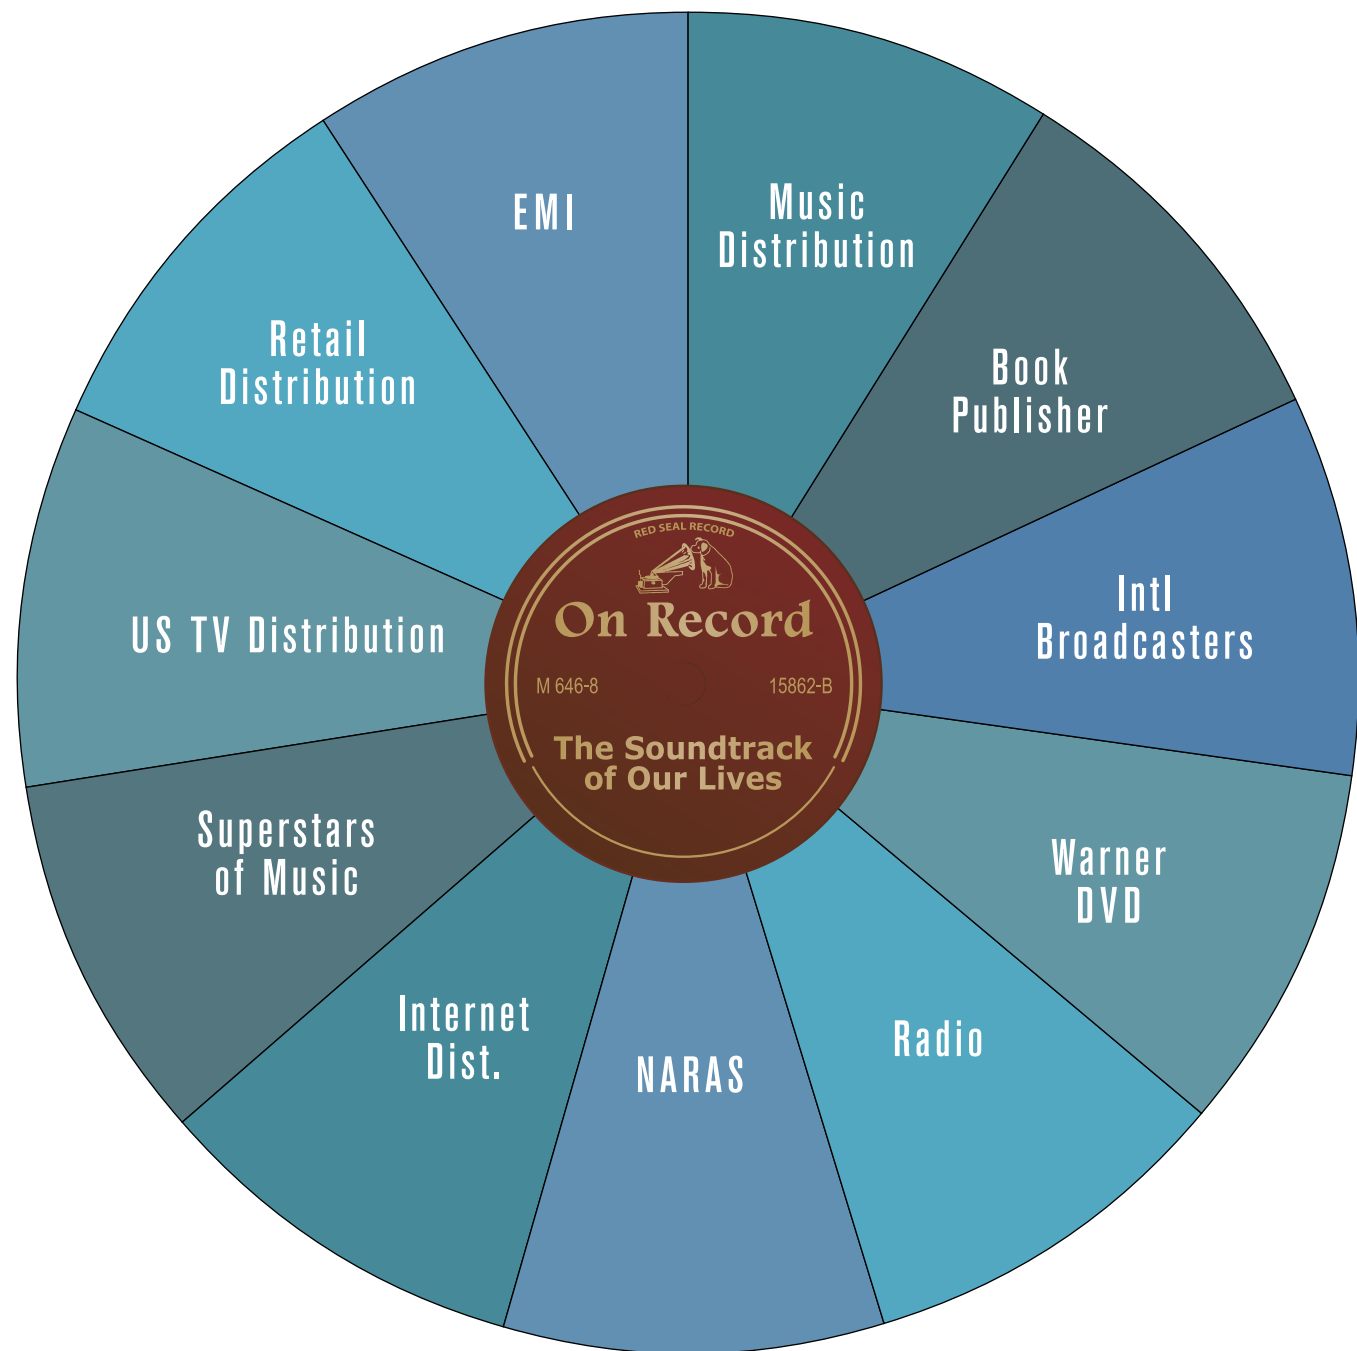 EMI
Music
Distribution
Book
Publisher
Intl
Broadcasters
Warner
DVD
Radio
NARAS
Internet
Dist.
Superstars
of Music
US TV Distribution
Retail
Distribution
RED SEAL RECORD
On Record
M 646-8
15862-B
The Soundtrack
of Our Lives